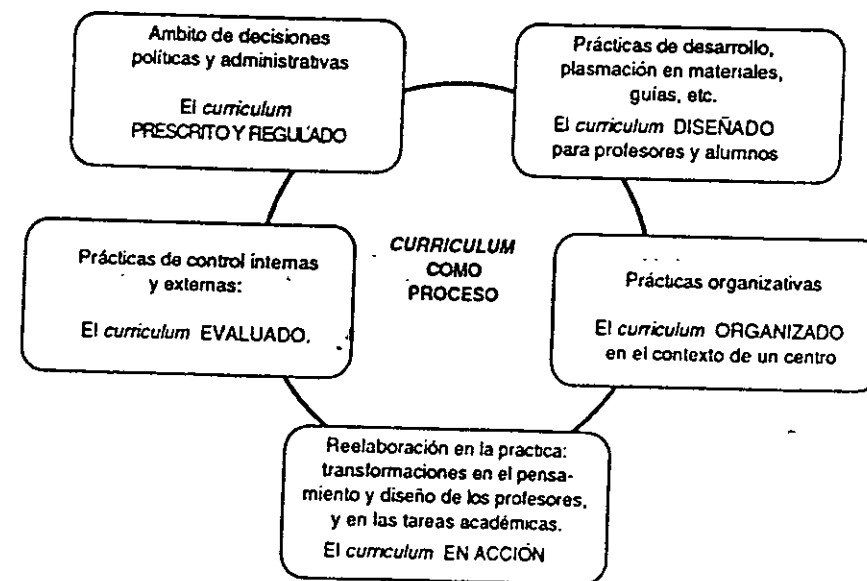 Ambito de decisiones
políticas y administrativas
El curriculum
PRESCRITO Y REGULADO
Prácticas de desarrollo,
plasmación en materiales,
guías, etc.
El curriculum DISEÑADO
para profesores y alumnos
CURRICULUM
COMO
PROCESO
Prácticas de control internas
y externas:
El curriculum EVALUADO.
Prácticas organizativas
El curriculum ORGANIZADO
en el contexto de un centro
Reelaboración en la practica:
transformaciones en el pensa-
miento y diseño de los profesores,
y en las tareas académicas.
El curriculum EN ACCIÓN